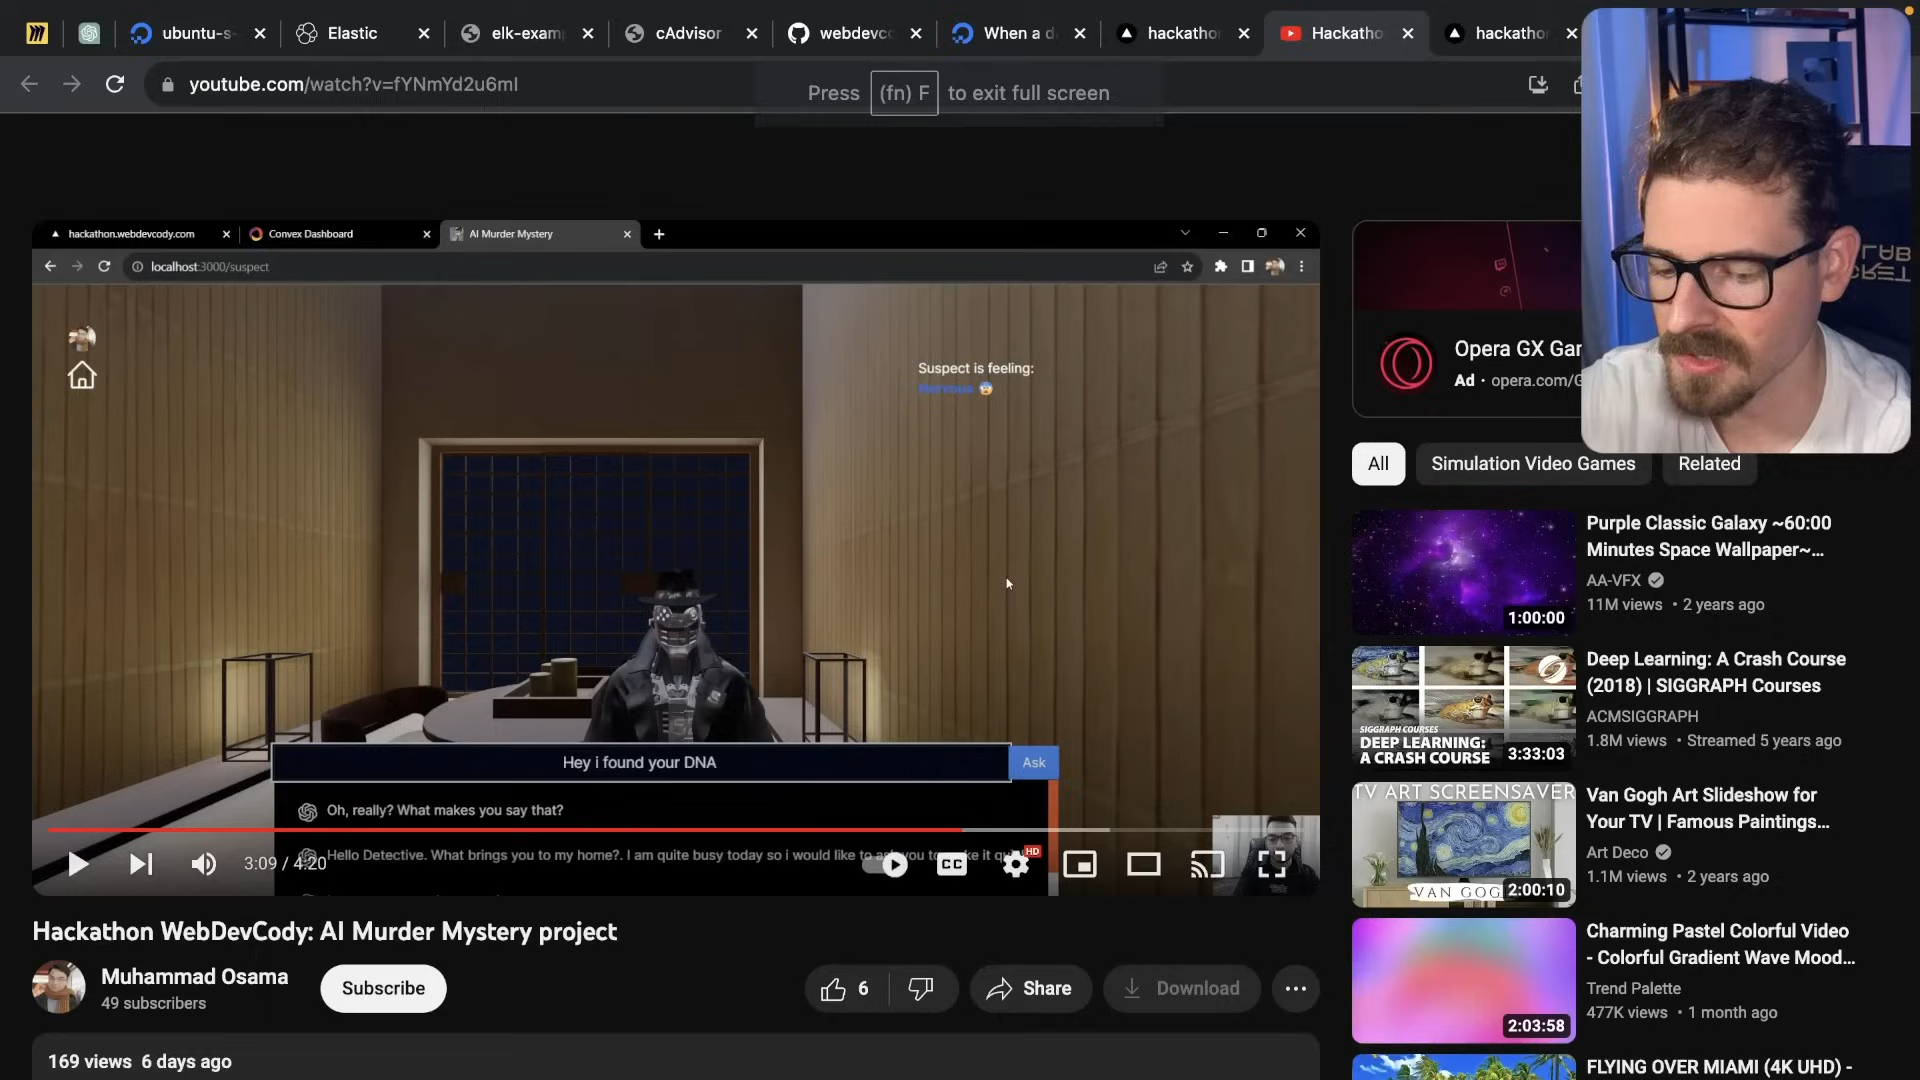 ubuntu-s
Elastic
elk-exam
cAdvisor
webdevco
When a d
hackatho
Hackatho
hackatho
youtube.com/watch?v=fYNmYd2u6mI
Press (fn) F to exit full screen
hackathon.webdevcody.com
Convex Dashboard
AI Murder Mystery
localhost:3000/suspect
Suspect is feeling:
Nervous
Hey i found your DNA
Ask
Oh, really? What makes you say that?
Hello Detective. What brings you to my home?. I am quite busy today so i would like to
3:09 / 4:20
CC
HD
Hackathon WebDevCody: AI Murder Mystery project
Muhammad Osama
49 subscribers
Subscribe
6
Share
Download
169 views 6 days ago
Opera GX Gar
Ad · opera.com/G
All
Simulation Video Games
Related
Purple Classic Galaxy ~60:00
Minutes Space Wallpaper~...
AA-VFX
11M views • 2 years ago
1:00:00
Deep Learning: A Crash Course
(2018) | SIGGRAPH Courses
ACMSIGGRAPH
1.8M views • Streamed 5 years ago
SIGGRAPH COURSES
DEEP LEARNING:
A CRASH COURSE
3:33:03
TV ART SCREENSAVER
Van Gogh Art Slideshow for
Your TV | Famous Paintings...
Art Deco
1.1M views • 2 years ago
VAN GOG
2:00:10
Charming Pastel Colorful Video
- Colorful Gradient Wave Mood...
Trend Palette
477K views • 1 month ago
2:03:58
FLYING OVER MIAMI (4K UHD) -